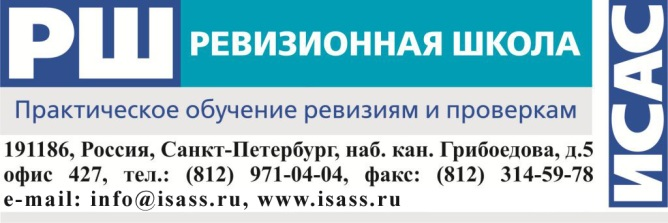 РШ
РЕВИЗИОННАЯ ШКОЛА
Практическое обучение ревизиям и проверкам
191186, Россия, Санкт-Петербург, наб. кан. Грибоедова, д.5
офис 427, тел.: (812) 971-04-04, факс: (812) 314-59-78
e-mail: info@isass.ru, www.isass.ru
ИСАС